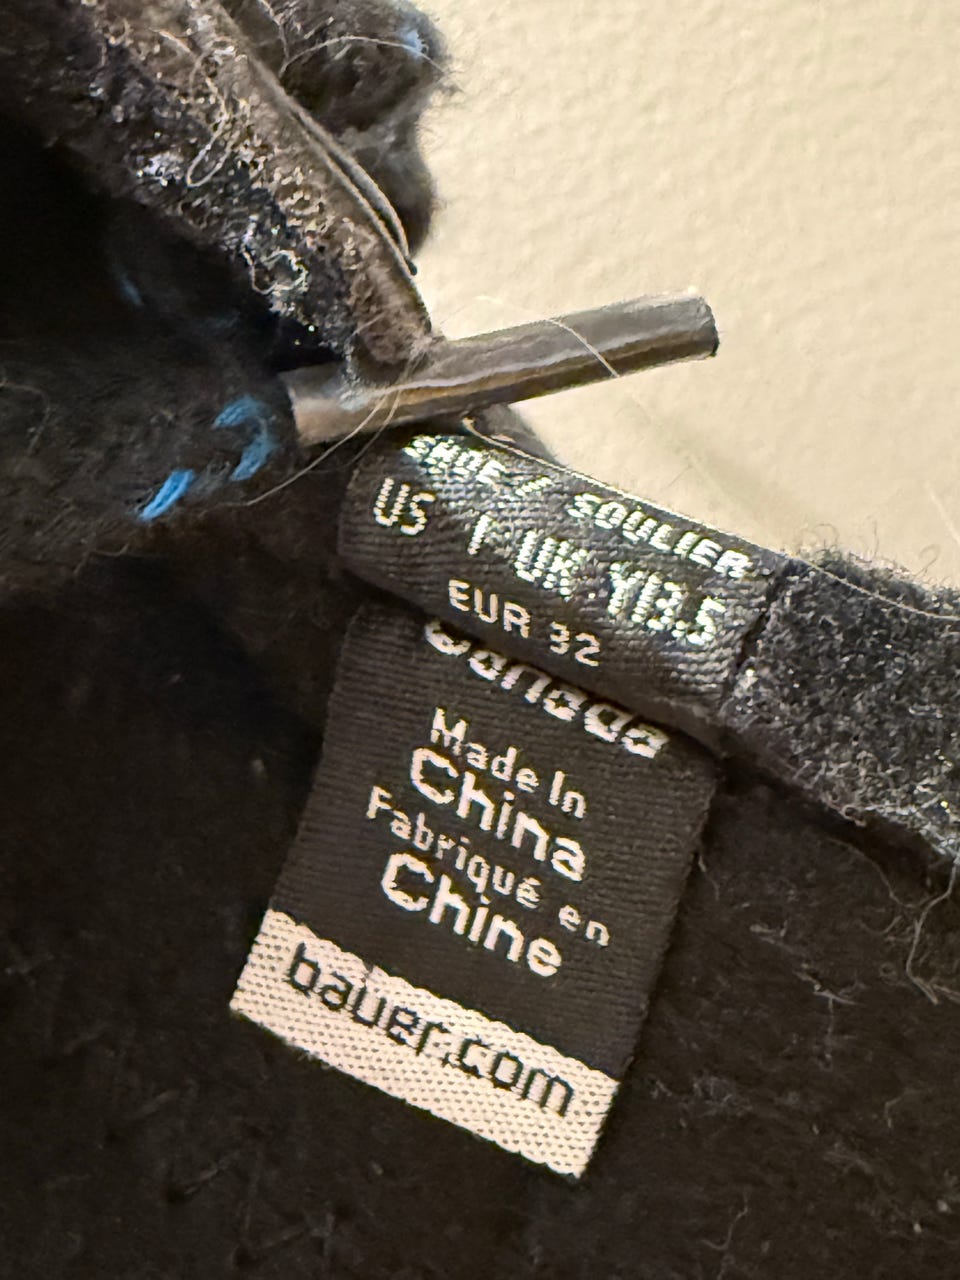 SHOE / SOULIER
US 1 UK Y13.5
EUR 32
Canada
Made In
China
Fabriqué en
Chine
bauer.com